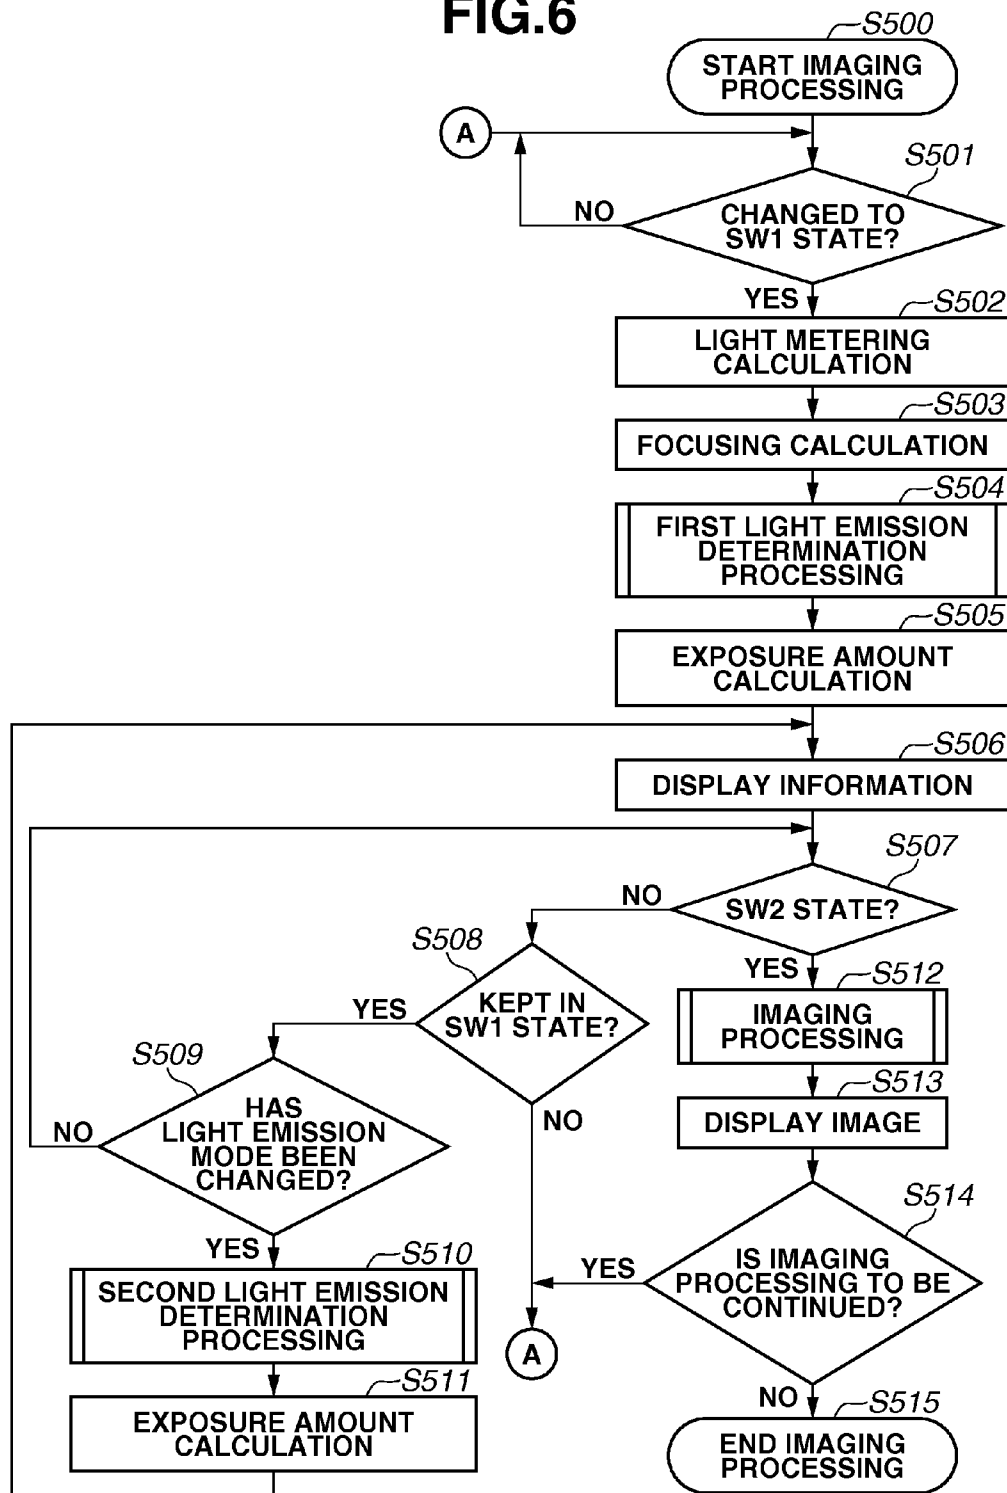 FIG.6
S500
START IMAGING
PROCESSING
A
S501
CHANGED TO
SW1 STATE?
NO
YES
S502
LIGHT METERING
CALCULATION
S503
FOCUSING CALCULATION
S504
FIRST LIGHT EMISSION
DETERMINATION
PROCESSING
S505
EXPOSURE AMOUNT
CALCULATION
S506
DISPLAY INFORMATION
S507
SW2 STATE?
NO
YES
S508
KEPT IN
SW1 STATE?
YES
NO
S509
HAS
LIGHT EMISSION
MODE BEEN
CHANGED?
NO
YES
S510
SECOND LIGHT EMISSION
DETERMINATION
PROCESSING
S511
EXPOSURE AMOUNT
CALCULATION
S512
IMAGING
PROCESSING
S513
DISPLAY IMAGE
S514
IS IMAGING
PROCESSING TO BE
CONTINUED?
YES
A
NO
S515
END IMAGING
PROCESSING